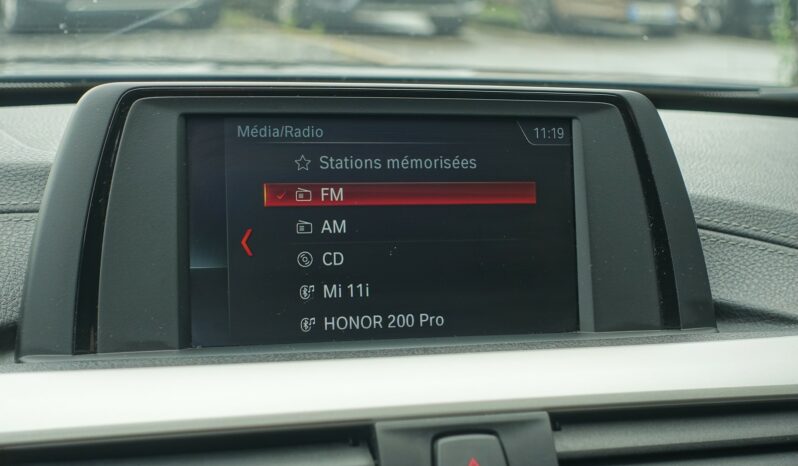 Média/Radio
11:19
Stations mémorisées
FM
AM
CD
Mi 11i
HONOR 200 Pro